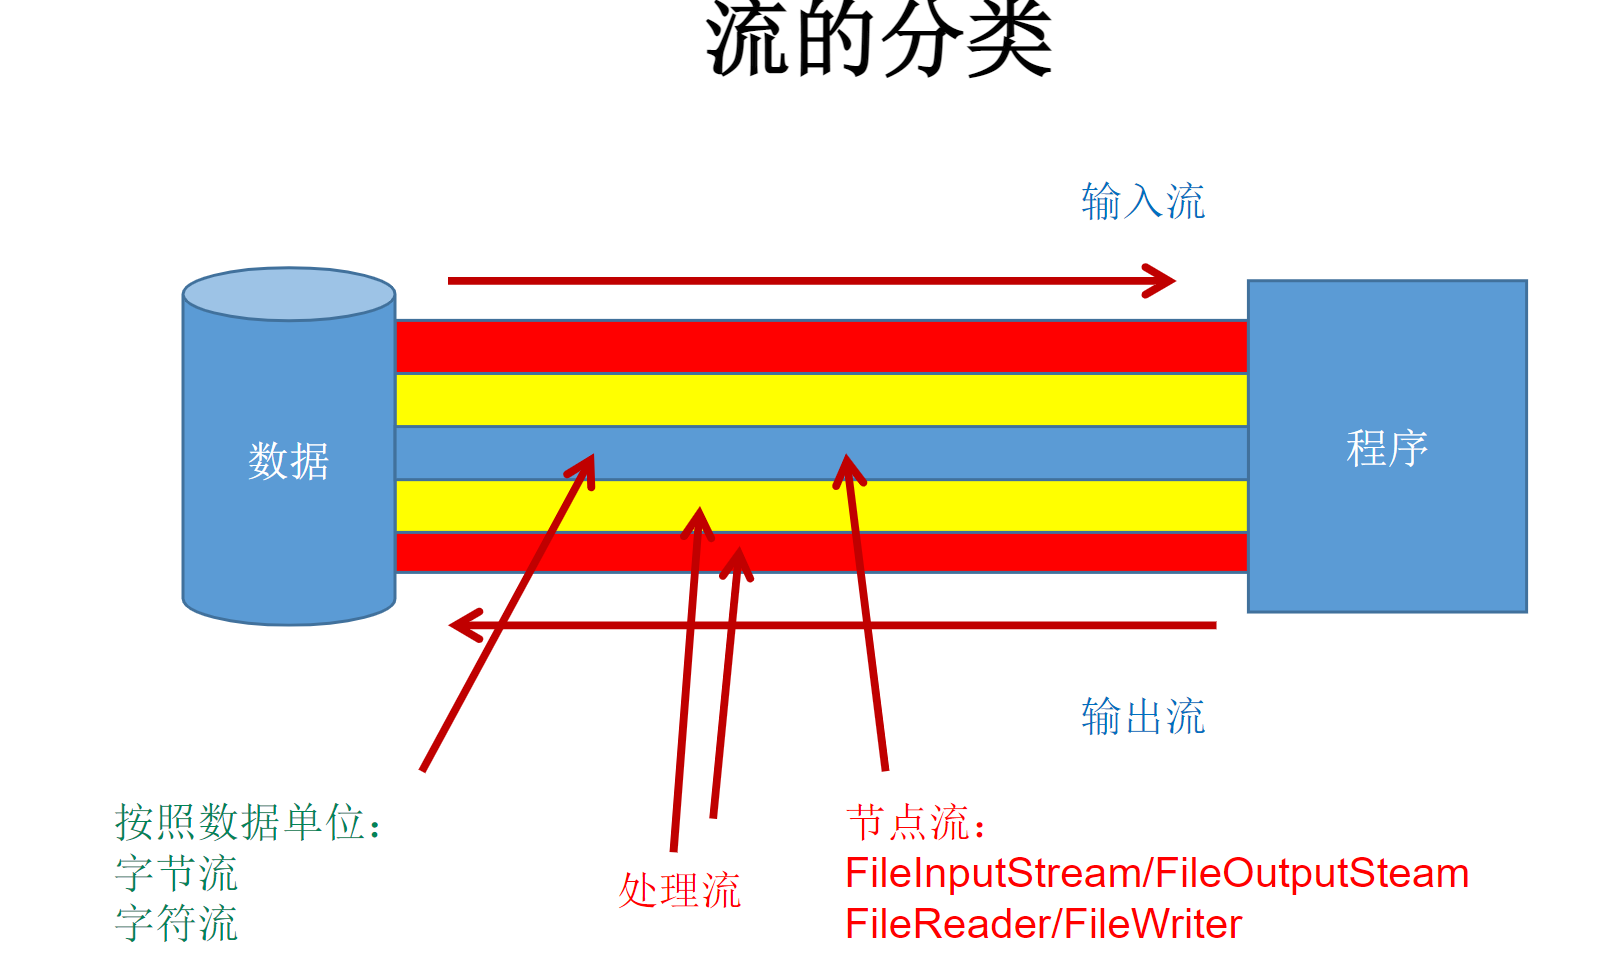 流的分类
输入流
数据
程序
输出流
按照数据单位：
字节流
字符流
处理流
节点流：
FileInputStream/FileOutputSteam
FileReader/FileWriter